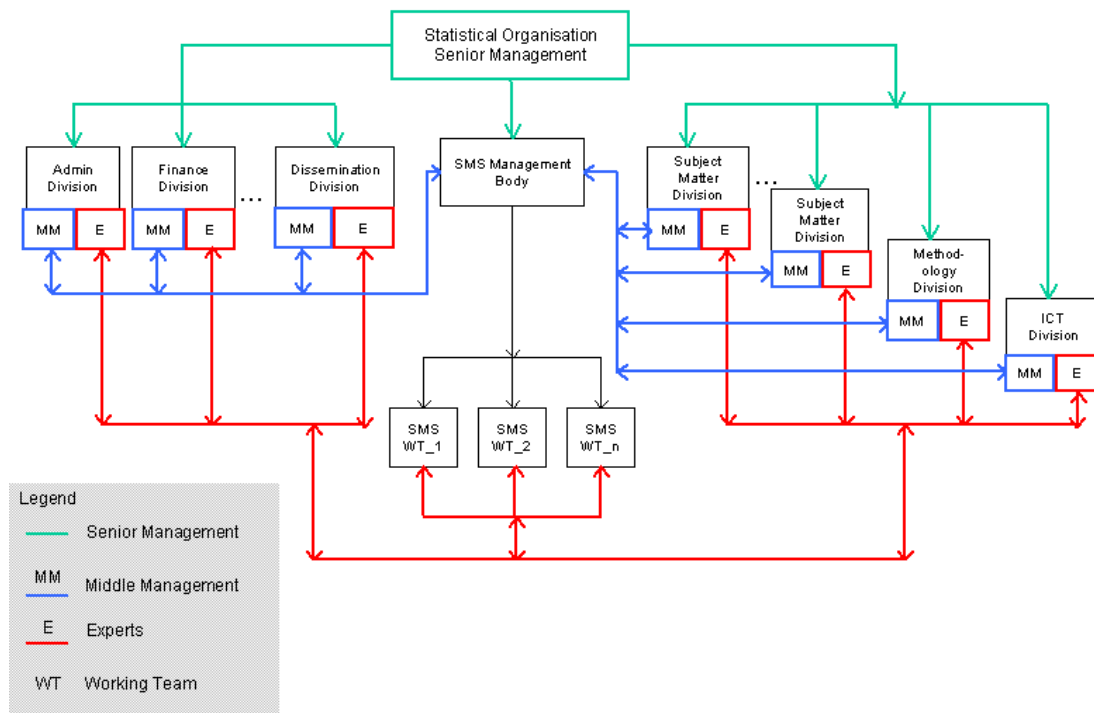 Statistical Organisation
Senior Management
Admin
Division
Finance
Division
...
Dissemination
Division
SMS Management
Body
Subject
Matter
Division
...
Subject
Matter
Division
Method-
ology
Division
ICT
Division
MM
E
MM
E
MM
E
MM
E
MM
E
MM
E
MM
E
SMS
WT_1
SMS
WT_2
SMS
WT_n
Legend
Senior Management
MM
Middle Management
E
Experts
WT
Working Team